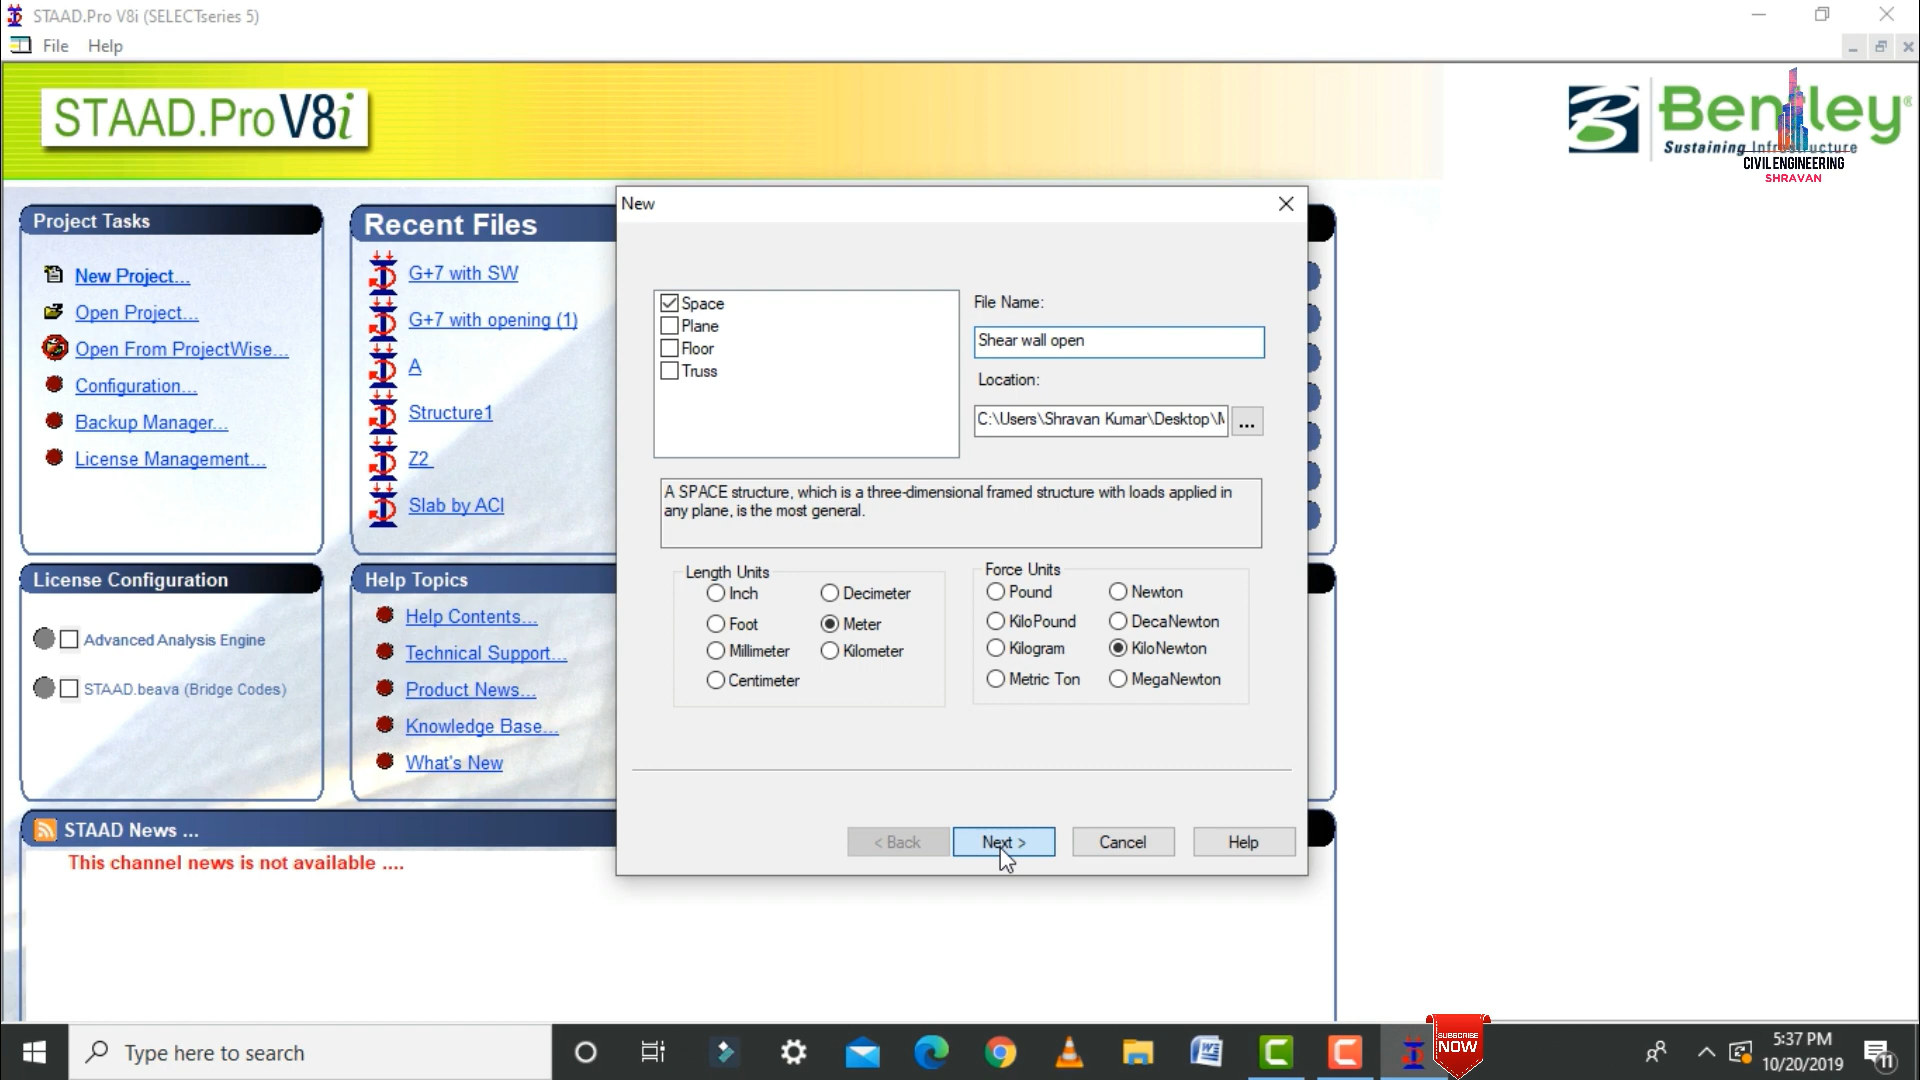 STAAD.Pro V8i (SELECTseries 5)
File Help
STAAD.Pro V8i
Bentley®
Sustaining Infrastructure
CIVIL ENGINEERING
SHRAVAN
Project Tasks
New Project...
Open Project...
Open From ProjectWise...
Configuration...
Backup Manager...
License Management...
Recent Files
G+7 with SW
G+7 with opening (1)
A
Structure1
Z2
Slab by ACI
New
Space
Plane
Floor
Truss
File Name:
Shear wall open
Location:
C:\Users\Shravan Kumar\Desktop\
...
A SPACE structure, which is a three-dimensional framed structure with loads applied in
any plane, is the most general.
Length Units
Inch Decimeter
Foot Meter
Millimeter Kilometer
Centimeter
Force Units
Pound Newton
KiloPound DecaNewton
Kilogram KiloNewton
Metric Ton MegaNewton
< Back Next > Cancel Help
License Configuration
Advanced Analysis Engine
STAAD.beava (Bridge Codes)
Help Topics
Help Contents...
Technical Support...
Product News...
Knowledge Base...
What's New
STAAD News ...
This channel news is not available ....
Type here to search
SUBSCRIBE
NOW
5:37 PM
10/20/2019
11